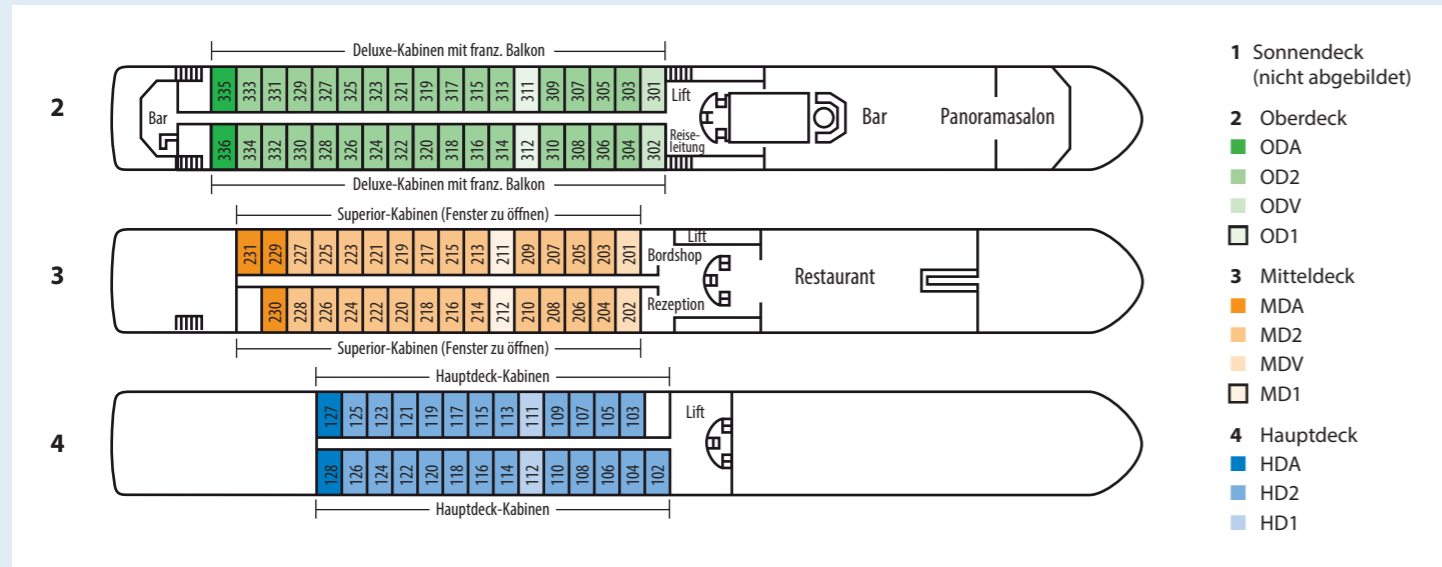 Deluxe-Kabinen mit franz. Balkon
2
Bar
335 333 331 329 327 325 323 321 319 317 315 313 311 309 307 305 303 301
Lift
336 334 332 330 328 326 324 322 320 318 316 314 312 310 308 306 304 302
Reise-
leitung
Bar
Panoramasalon
Deluxe-Kabinen mit franz. Balkon
Superior-Kabinen (Fenster zu öffnen)
3
231 229 227 225 223 221 219 217 215 213 211 209 207 205 203 201
Lift
Bordshop
230 228 226 224 222 220 218 216 214 212 210 208 206 204 202
Rezeption
Restaurant
Superior-Kabinen (Fenster zu öffnen)
Hauptdeck-Kabinen
4
127 125 123 121 119 117 115 113 111 109 107 105 103
Lift
128 126 124 122 120 118 116 114 112 110 108 106 104 102
Hauptdeck-Kabinen
1 Sonnendeck
(nicht abgebildet)
2 Oberdeck
ODA
OD2
ODV
OD1
3 Mitteldeck
MDA
MD2
MDV
MD1
4 Hauptdeck
HDA
HD2
HD1